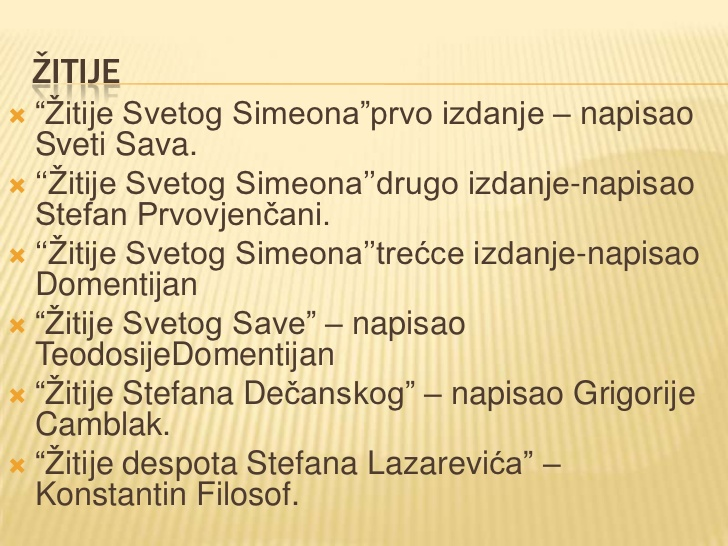 ŽITIJE
“Žitije Svetog Simeona”prvo izdanje – napisao
Sveti Sava.
‘‘Žitije Svetog Simeona’’drugo izdanje-napisao
Stefan Prvovjenčani.
‘‘Žitije Svetog Simeona’’trećce izdanje-napisao
Domentijan
“Žitije Svetog Save” – napisao
TeodosijeDomentijan
“Žitije Stefana Dečanskog” – napisao Grigorije
Camblak.
“Žitije despota Stefana Lazarevića” –
Konstantin Filosof.